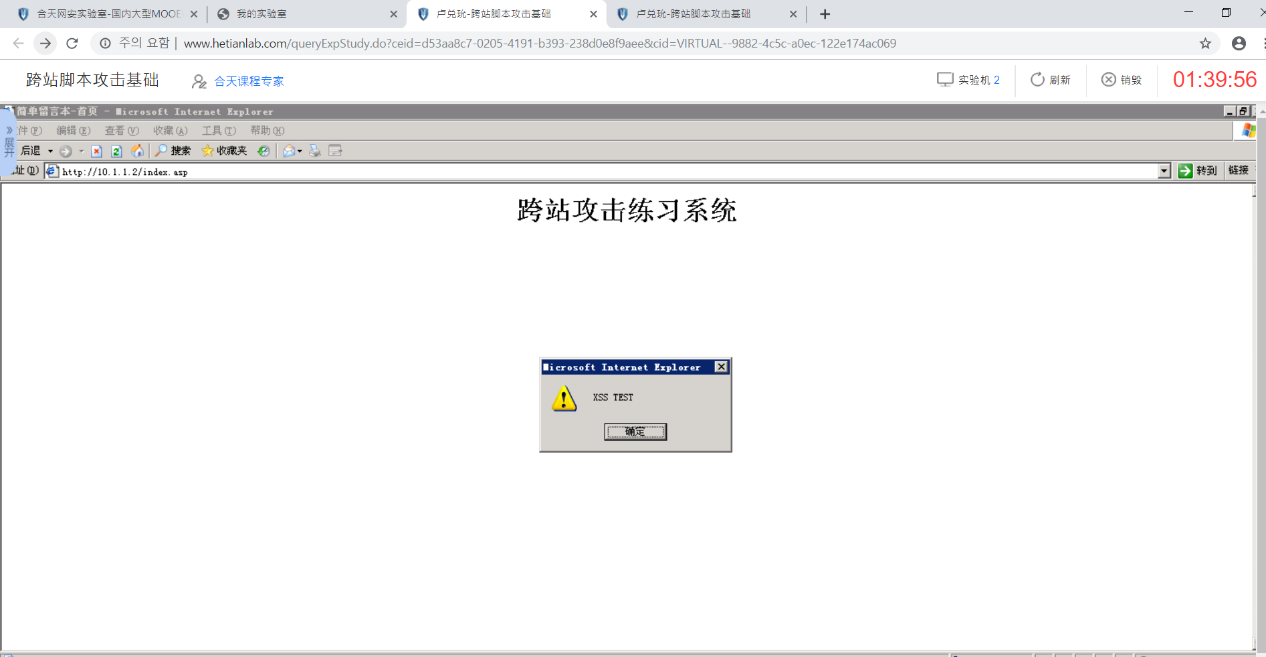 合天网安实验室-国内大型MOOE
我的实验室
卢兑玧-跨站脚本攻击基础
卢兑玧-跨站脚本攻击基础
주의 요함 | www.hetianlab.com/queryExpStudy.do?ceid=d53aa8c7-0205-4191-b393-238d0e8f9aee&cid=VIRTUAL--9882-4c5c-a0ec-122e174ac069
跨站脚本攻击基础 合天课程专家 实验机 2 刷新 销毁 01:39:56
简单留言本-首页 - Microsoft Internet Explorer
件(F) 编辑(E) 查看(V) 收藏(A) 工具(T) 帮助(H)
» 展开
后退 搜索 收藏夹
址(D) http://10.1.1.2/index.asp 转到 链接
跨站攻击练习系统
Microsoft Internet Explorer
XSS TEST
确定